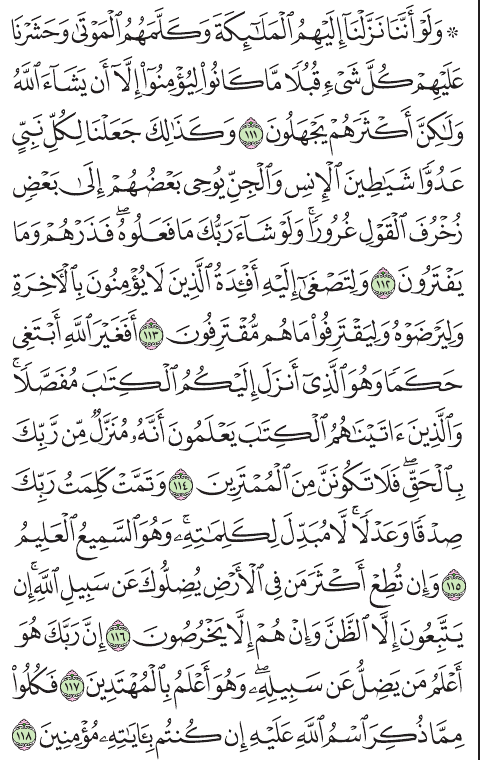 ۞ وَلَوۡ أَنَّنَا نَزَّلۡنَآ إِلَيۡهِمُ ٱلۡمَلَٰٓئِكَةَ وَكَلَّمَهُمُ ٱلۡمَوۡتَىٰ وَحَشَرۡنَا
عَلَيۡهِمۡ كُلَّ شَيۡءٖ قُبُلٗا مَّا كَانُواْ لِيُؤۡمِنُوٓاْ إِلَّآ أَن يَشَآءَ ٱللَّهُ
وَلَٰكِنَّ أَكۡثَرَهُمۡ يَجۡهَلُونَ ١١١ وَكَذَٰلِكَ جَعَلۡنَا لِكُلِّ نَبِيٍّ
عَدُوّٗا شَيَٰطِينَ ٱلۡإِنسِ وَٱلۡجِنِّ يُوحِي بَعۡضُهُمۡ إِلَىٰ بَعۡضٖ
زُخۡرُفَ ٱلۡقَوۡلِ غُرُورٗاۚ وَلَوۡ شَآءَ رَبُّكَ مَا فَعَلُوهُۖ فَذَرۡهُمۡ وَمَا
يَفۡتَرُونَ ١١٢ وَلِتَصۡغَىٰٓ إِلَيۡهِ أَفۡـِٔدَةُ ٱلَّذِينَ لَا يُؤۡمِنُونَ بِٱلۡأٓخِرَةِ
وَلِيَرۡضَوۡهُ وَلِيَقۡتَرِفُواْ مَا هُم مُّقۡتَرِفُونَ ١١٣ أَفَغَيۡرَ ٱللَّهِ أَبۡتَغِي
حَكَمٗا وَهُوَ ٱلَّذِيٓ أَنزَلَ إِلَيۡكُمُ ٱلۡكِتَٰبَ مُفَصَّلٗاۚ
وَٱلَّذِينَ ءَاتَيۡنَٰهُمُ ٱلۡكِتَٰبَ يَعۡلَمُونَ أَنَّهُۥ مُنَزَّلٞ مِّن رَّبِّكَ
بِٱلۡحَقِّۖ فَلَا تَكُونَنَّ مِنَ ٱلۡمُمۡتَرِينَ ١١٤ وَتَمَّتۡ كَلِمَتُ رَبِّكَ
صِدۡقٗا وَعَدۡلٗاۚ لَّا مُبَدِّلَ لِكَلِمَٰتِهِۦۚ وَهُوَ ٱلسَّمِيعُ ٱلۡعَلِيمُ
١١٥ وَإِن تُطِعۡ أَكۡثَرَ مَن فِي ٱلۡأَرۡضِ يُضِلُّوكَ عَن سَبِيلِ ٱللَّهِۚ إِن
يَتَّبِعُونَ إِلَّا ٱلظَّنَّ وَإِنۡ هُمۡ إِلَّا يَخۡرُصُونَ ١١٦ إِنَّ رَبَّكَ هُوَ
أَعۡلَمُ مَن يَضِلُّ عَن سَبِيلِهِۦۖ وَهُوَ أَعۡلَمُ بِٱلۡمُهۡتَدِينَ ١١٧ فَكُلُواْ
مِمَّا ذُكِرَ ٱسۡمُ ٱللَّهِ عَلَيۡهِ إِن كُنتُم بِـَٔايَٰتِهِۦ مُؤۡمِنِينَ ١١٨